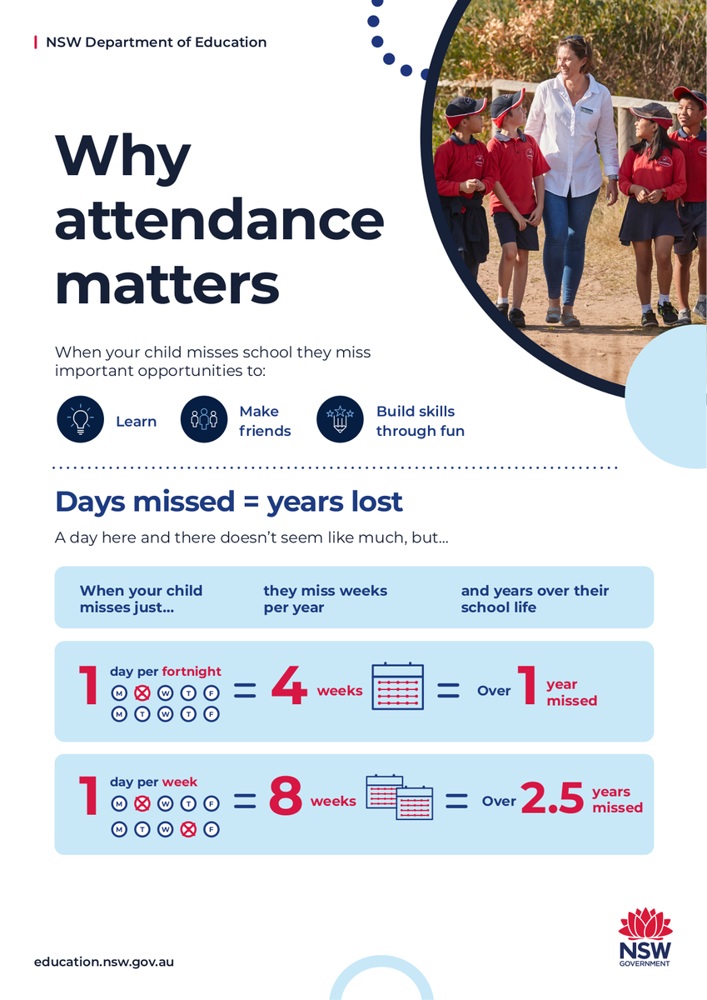 NSW Department of Education
Why
attendance
matters
When your child misses school they miss
important opportunities to:
Learn
Make
friends
Build skills
through fun
Days missed = years lost
A day here and there doesn’t seem like much, but...
When your child
misses just...
they miss weeks
per year
and years over their
school life
1 day per fortnight
M W T F
M T W T F
= 4 weeks = Over 1 year
missed
1 day per week
M W T F
M T W F
= 8 weeks = Over 2.5 years
missed
education.nsw.gov.au
NSW
GOVERNMENT